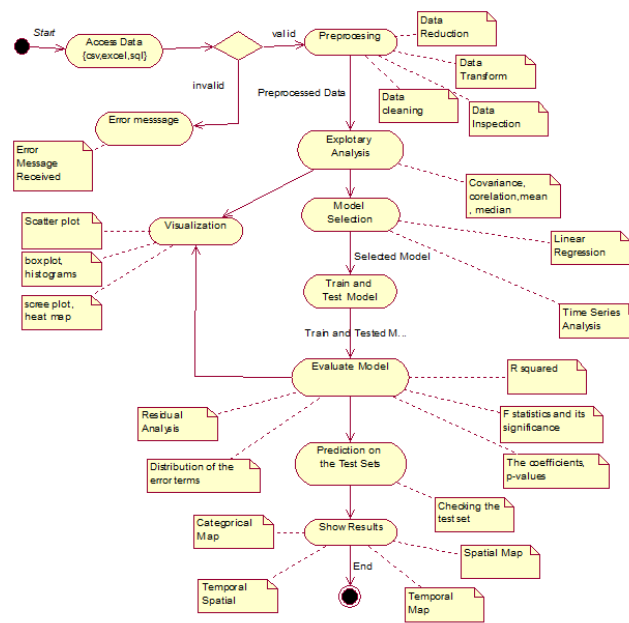 Start
Access Data
{csv,excel,sql}
valid
Preprocesing
Data
Reduction
Data
Transform
invalid
Preprocessed Data
Data
cleaning
Data
Inspection
Error messsage
Error
Message
Received
Explotary
Analysis
Covariance,
corelation,mean
, median
Scatter plot
Visualization
Model
Selection
Linear
Regression
boxplot,
histograms
Selected Model
scree plot,
heat map
Train and
Test Model
Time Series
Analysis
Train and Tested M...
Evaluate Model
R squared
Residual
Analysis
F statistics and its
significance
Distribution of the
error terms
Prediction on
the Test Sets
The coefficients,
p-values
Checking the
test set
Categorical
Map
Show Results
Spatial Map
End
Temporal
Spatial
Temporal
Map